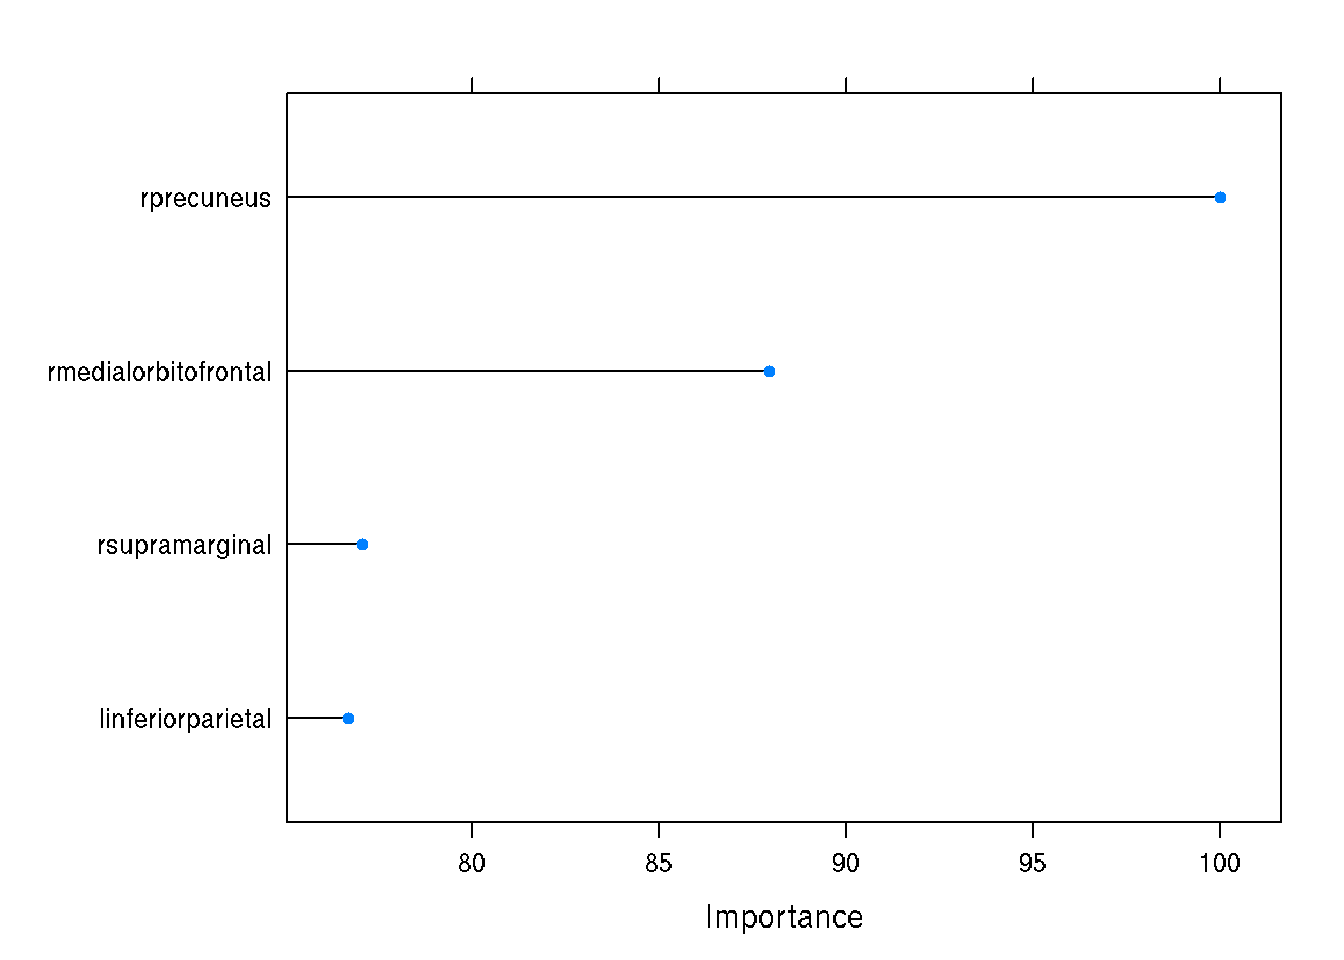 rprecuneus
rmedialorbitofrontal
rsupramarginal
linferiorparietal
80 85 90 95 100
Importance